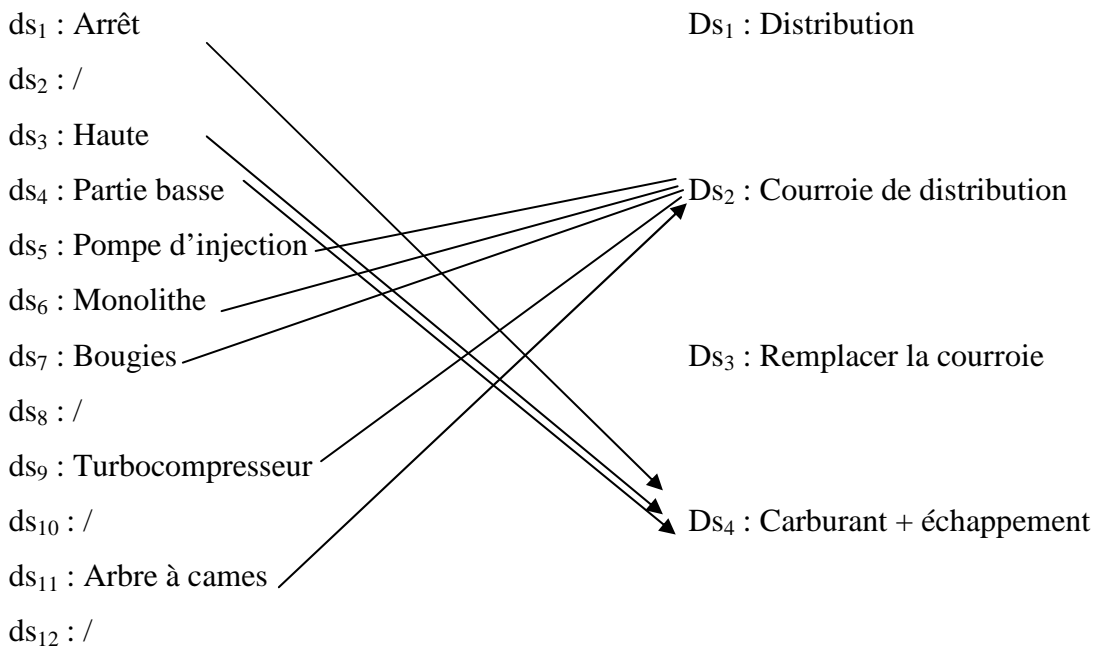 ds₁ : Arrêt Ds₁ : Distribution
ds₂ : /
ds₃ : Haute
ds₄ : Partie basse Ds₂ : Courroie de distribution
ds₅ : Pompe d’injection
ds₆ : Monolithe
ds₇ : Bougies Ds₃ : Remplacer la courroie
ds₈ : /
ds₉ : Turbocompresseur
ds₁₀ : / Ds₄ : Carburant + échappement
ds₁₁ : Arbre à cames
ds₁₂ : /